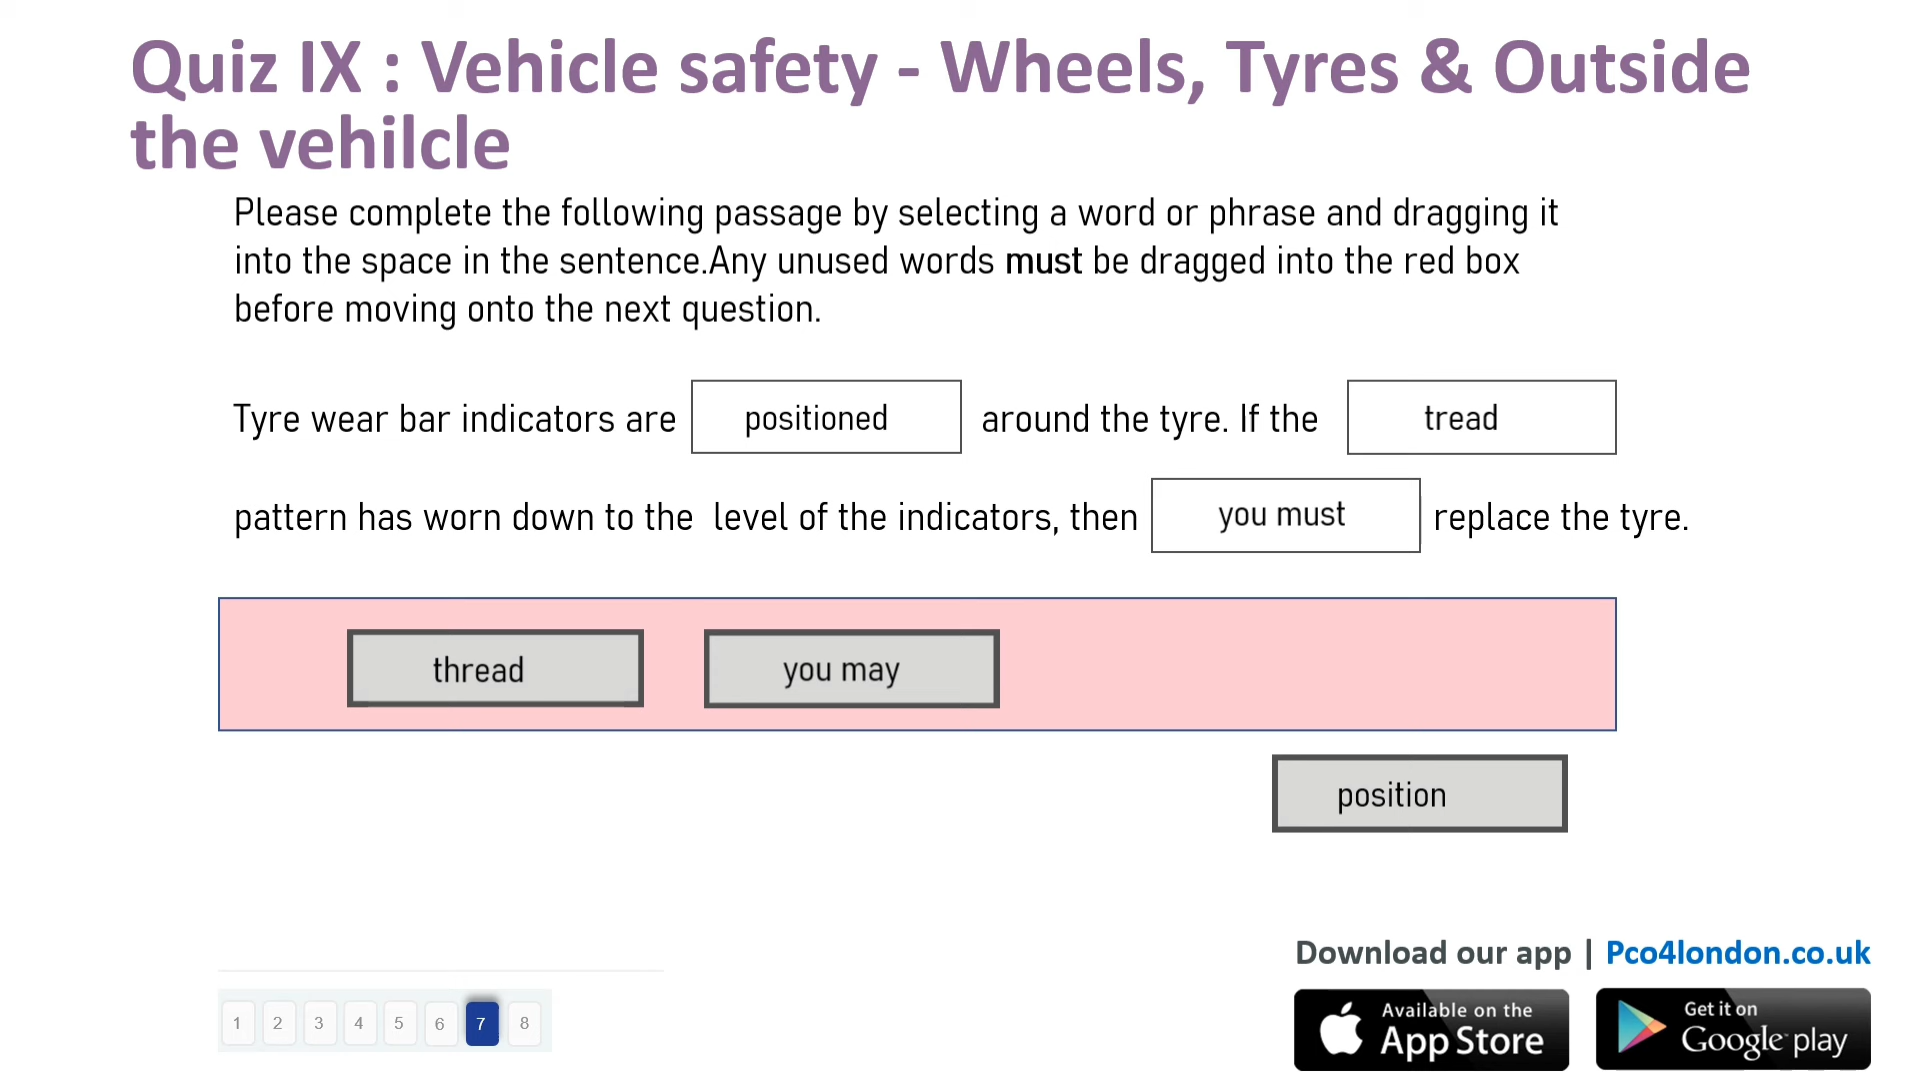 Quiz IX : Vehicle safety - Wheels, Tyres & Outside
the vehilcle
Please complete the following passage by selecting a word or phrase and dragging it
into the space in the sentence.Any unused words must be dragged into the red box
before moving onto the next question.
Tyre wear bar indicators are positioned around the tyre. If the tread
pattern has worn down to the level of the indicators, then you must replace the tyre.
thread you may
position
Download our app | Pco4london.co.uk
1 2 3 4 5 6 7 8
Available on the App Store
Get it on Google play